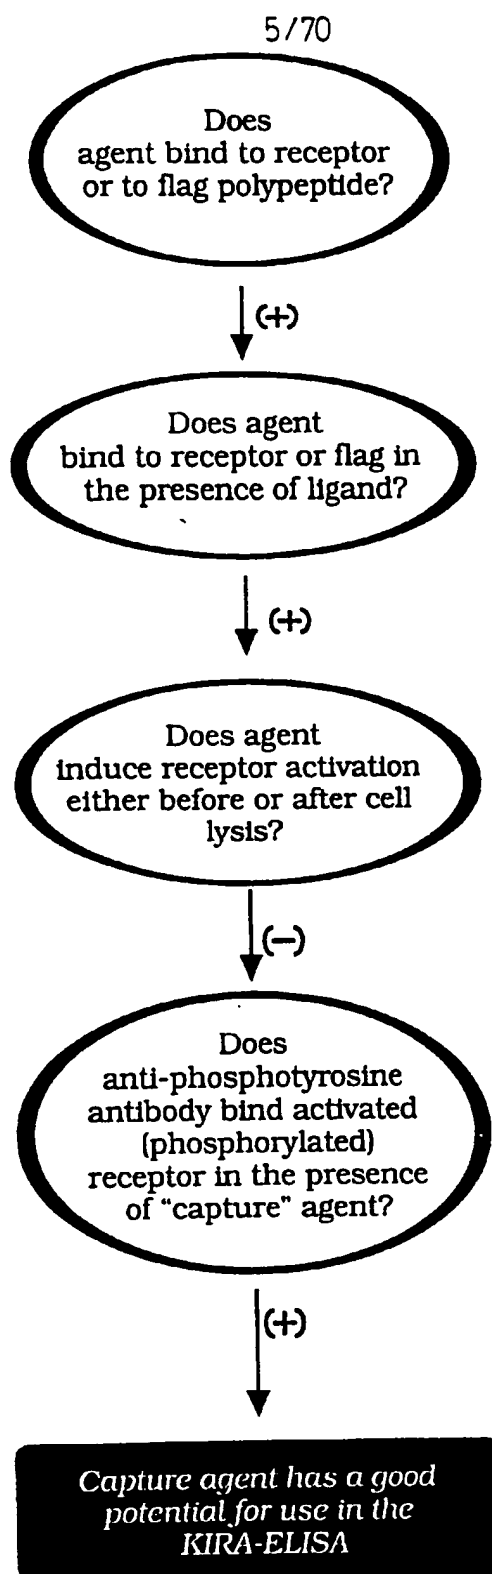 5/70
Does
agent bind to receptor
or to flag polypeptide?
(+)
Does agent
bind to receptor or flag in
the presence of ligand?
(+)
Does agent
induce receptor activation
either before or after cell
lysis?
(−)
Does
anti-phosphotyrosine
antibody bind activated
(phosphorylated)
receptor in the presence
of "capture" agent?
(+)
Capture agent has a good
potential for use in the
KIRA-ELISA